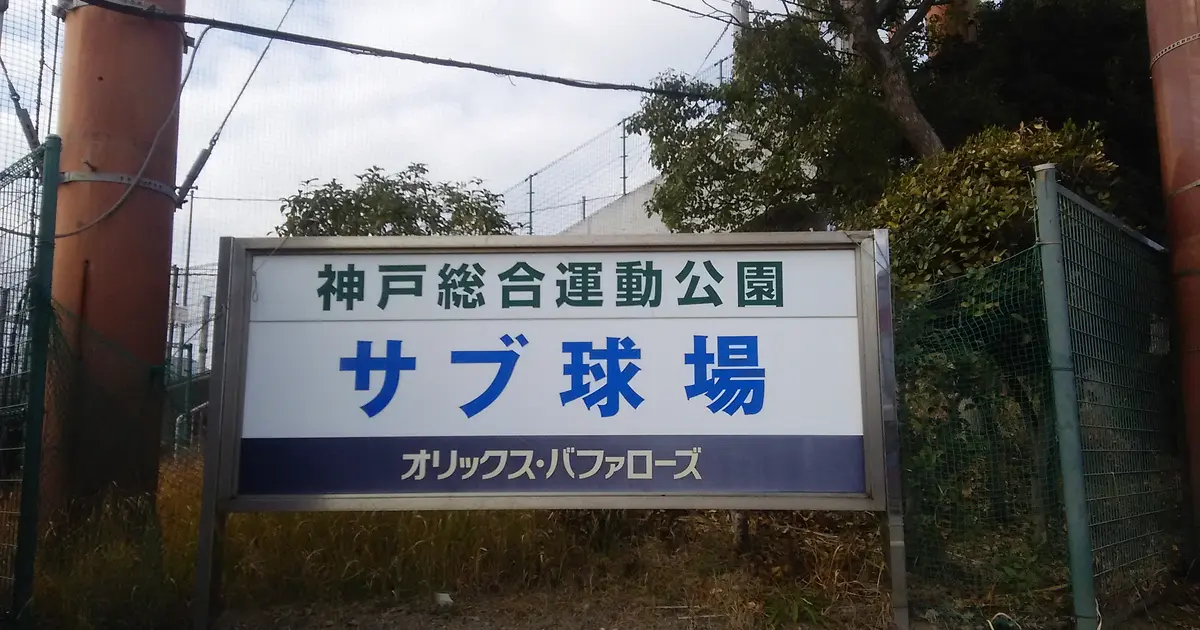 神戸総合運動公園
サブ球場
オリックス・バファローズ